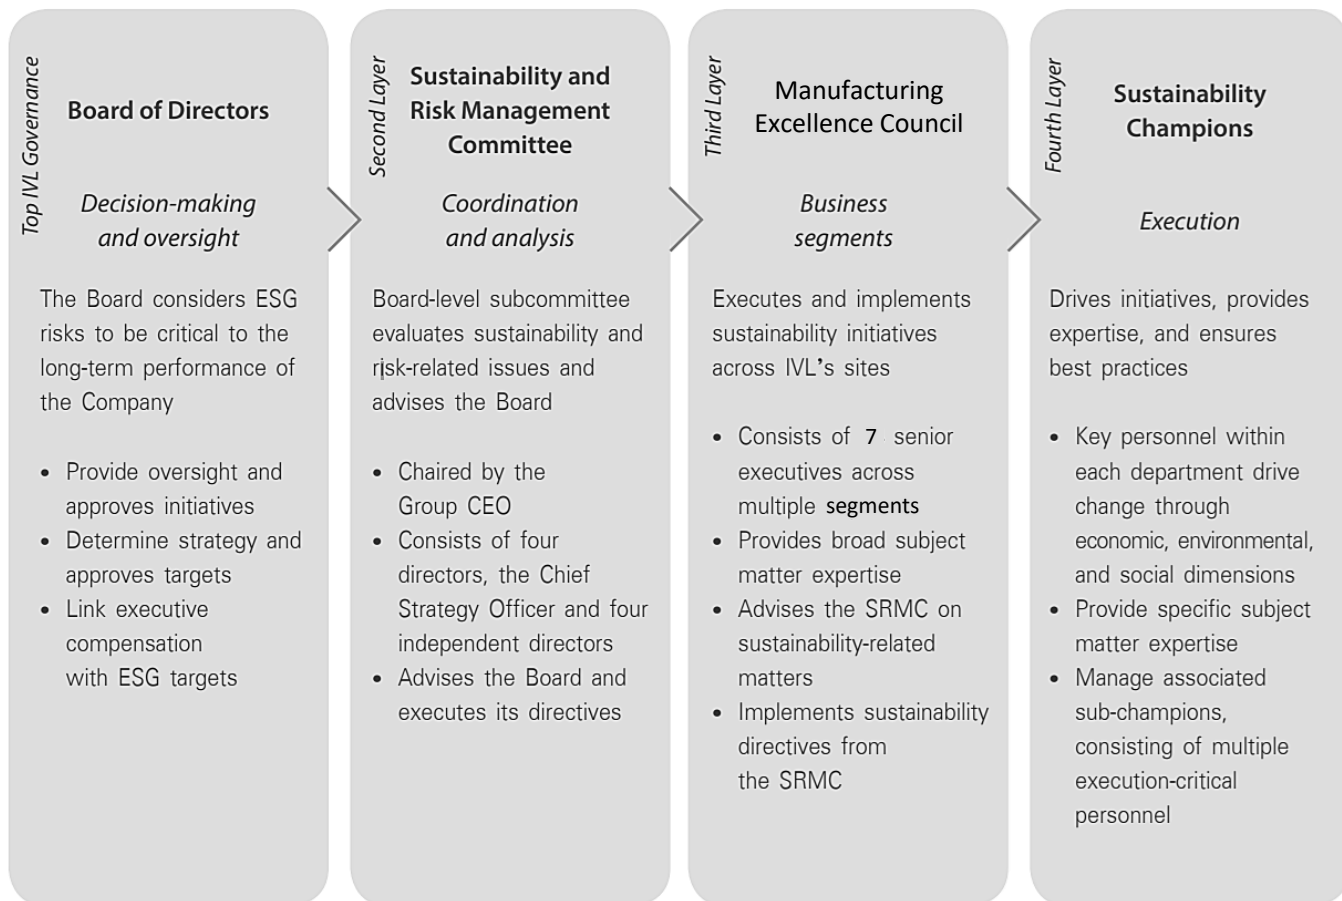 Top IVL Governance
Board of Directors
Decision-making
and oversight
The Board considers ESG
risks to be critical to the
long-term performance of
the Company
• Provide oversight and
approves initiatives
• Determine strategy and
approves targets
• Link executive
compensation
with ESG targets
Second Layer
Sustainability and
Risk Management
Committee
Coordination
and analysis
Board-level subcommittee
evaluates sustainability and
risk-related issues and
advises the Board
• Chaired by the
Group CEO
• Consists of four
directors, the Chief
Strategy Officer and four
independent directors
• Advises the Board and
executes its directives
Third Layer
Manufacturing
Excellence Council
Business
segments
Executes and implements
sustainability initiatives
across IVL's sites
• Consists of 7 senior
executives across
multiple segments
• Provides broad subject
matter expertise
• Advises the SRMC on
sustainability-related
matters
• Implements sustainability
directives from
the SRMC
Fourth Layer
Sustainability
Champions
Execution
Drives initiatives, provides
expertise, and ensures
best practices
• Key personnel within
each department drive
change through
economic, environmental,
and social dimensions
• Provide specific subject
matter expertise
• Manage associated
sub-champions,
consisting of multiple
execution-critical
personnel